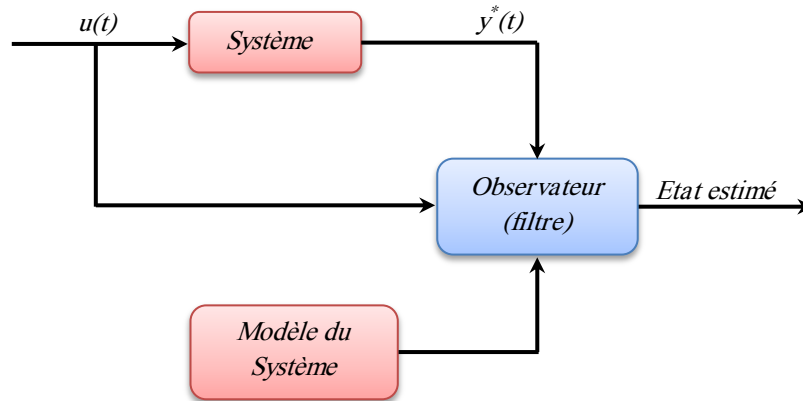 u(t)
Système
y*(t)
Observateur
(filtre)
Etat estimé
Modèle du
Système